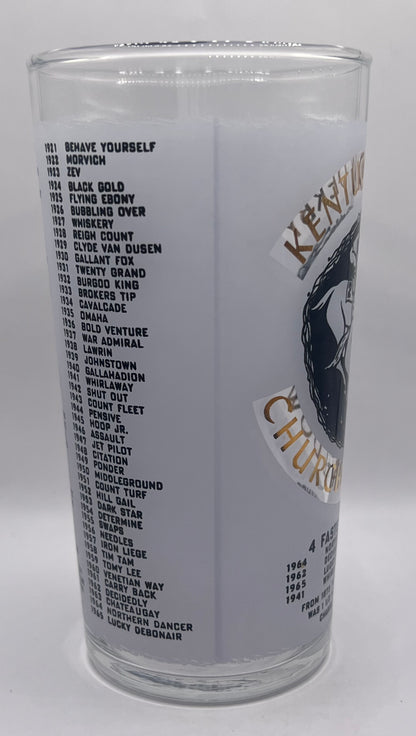 1921 BEHAVE YOURSELF
1922 MORVICH
1923 ZEV
1924 BLACK GOLD
1925 FLYING EBONY
1926 BUBBLING OVER
1927 WHISKERY
1928 REIGH COUNT
1929 CLYDE VAN DUSEN
1930 GALLANT FOX
1931 TWENTY GRAND
1932 BURGOO KING
1933 BROKERS TIP
1934 CAVALCADE
1935 OMAHA
1936 BOLD VENTURE
1937 WAR ADMIRAL
1938 LAWRIN
1939 JOHNSTOWN
1940 GALLAHADION
1941 WHIRLAWAY
1942 SHUT OUT
1943 COUNT FLEET
1944 PENSIVE
1945 HOOP JR.
1946 ASSAULT
1947 JET PILOT
1948 CITATION
1949 PONDER
1950 MIDDLEGROUND
1951 COUNT TURF
1952 HILL GAIL
1953 DARK STAR
1954 DETERMINE
1955 SWAPS
1956 NEEDLES
1957 IRON LIEGE
1958 TIM TAM
1959 TOMY LEE
1960 VENETIAN WAY
1961 CARRY BACK
1962 DECIDEDLY
1963 CHATEAUGAY
1964 NORTHERN DANCER
1965 LUCKY DEBONAIR
KENTUC
CHURCH
4 FAST
1964
1962
1965
1941
FROM
WAS